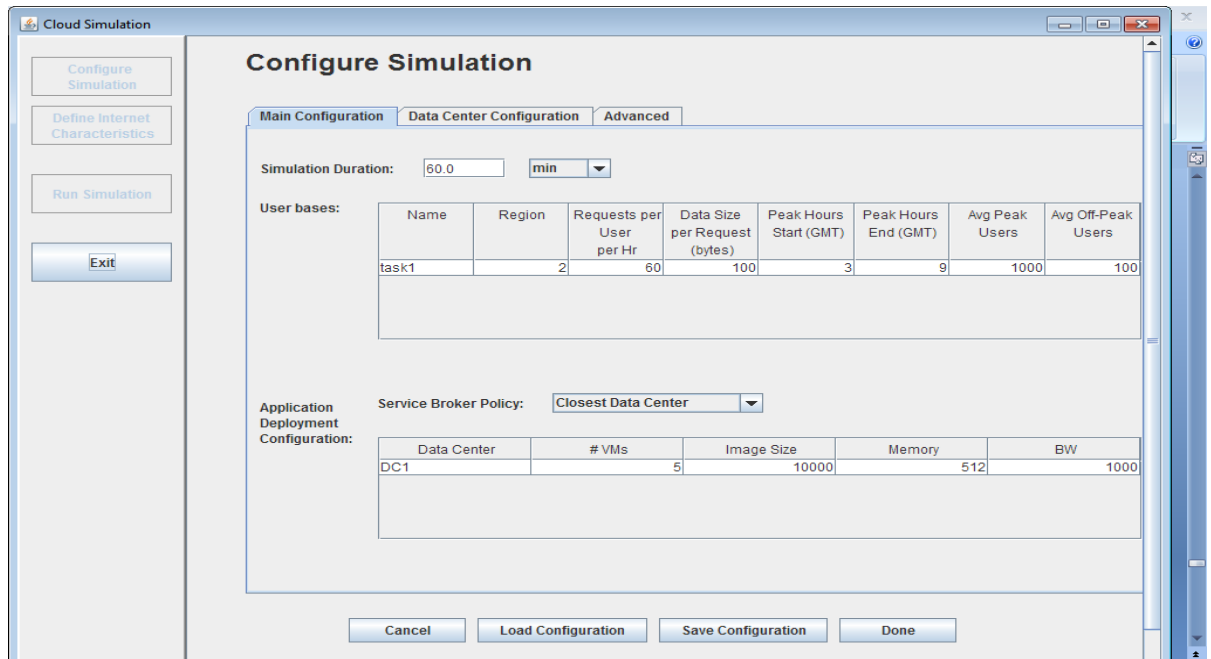 Cloud Simulation
Configure
Simulation
Define Internet
Characteristics
Run Simulation
Exit
Configure Simulation
Main Configuration Data Center Configuration Advanced
Simulation Duration: 60.0 min
User bases:
Name Region Requests per User per Hr Data Size per Request (bytes) Peak Hours Start (GMT) Peak Hours End (GMT) Avg Peak Users Avg Off-Peak Users
task1 2 60 100 3 9 1000 100
Application
Deployment
Configuration:
Service Broker Policy: Closest Data Center
Data Center # VMs Image Size Memory BW
DC1 5 10000 512 1000
Cancel Load Configuration Save Configuration Done